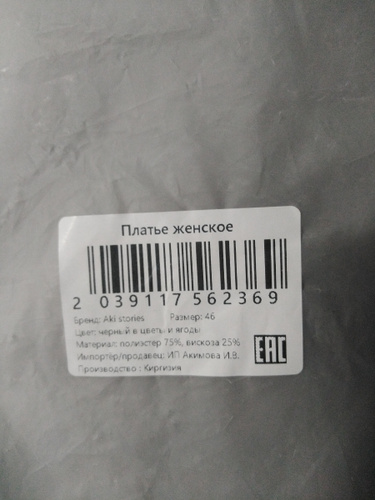 Платье женское
2 039117 562369
Бренд: Aki stories Размер: 46
Цвет: черный в цветы и ягоды
Материал: полиэстер 75%, вискоза 25%
Импортер/продавец: ИП Акимова И.В.
Производство : Киргизия
EAC